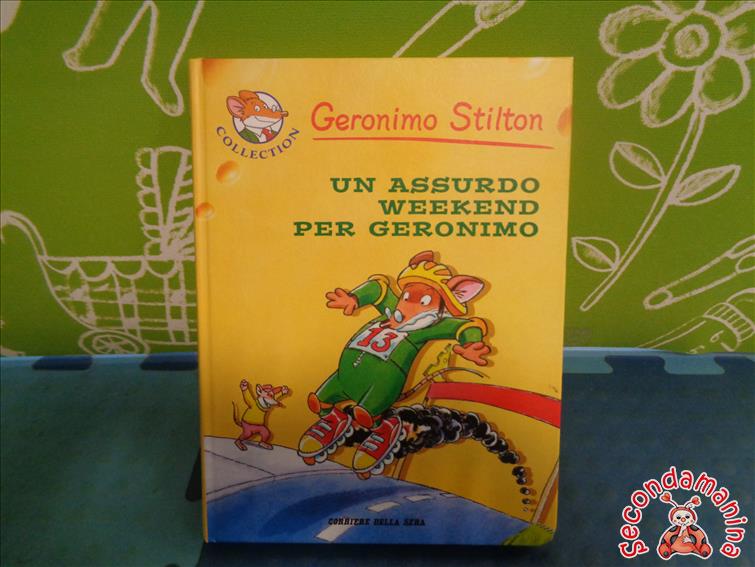 COLLECTION
Geronimo Stilton
UN ASSURDO
WEEKEND
PER GERONIMO
13
CORRIERE DELLA SERA
Secondamanina